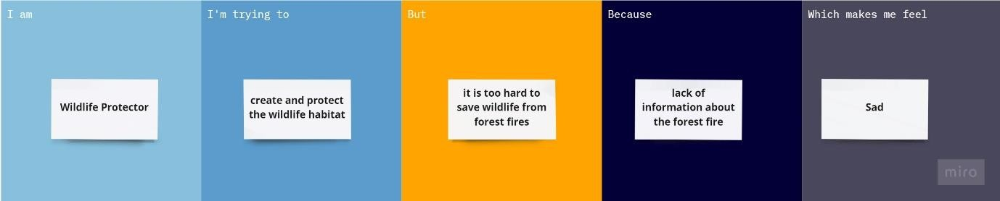 I am
Wildlife Protector
I'm trying to
create and protect
the wildlife habitat
But
it is too hard to
save wildlife from
forest fires
Because
lack of
information about
the forest fire
Which makes me feel
Sad
miro